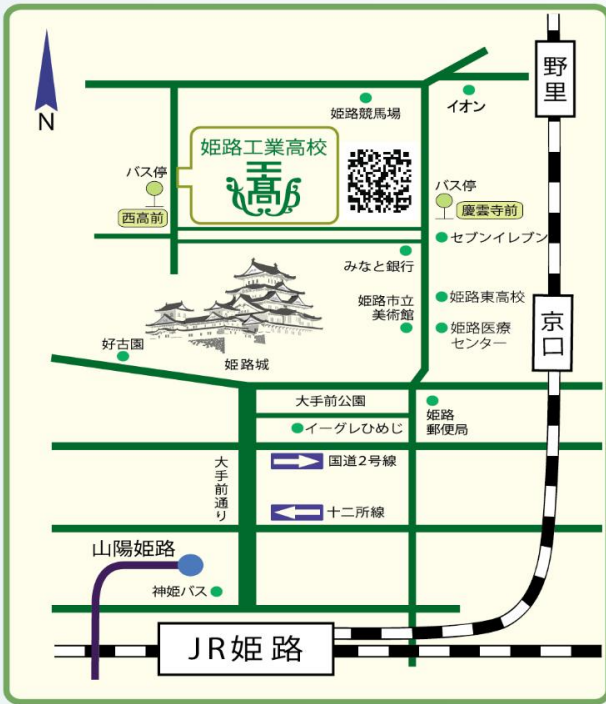 野里
イオン
姫路競馬場
姫路工業高校
N
バス停
西高前
バス停
慶雲寺前
セブンイレブン
みなと銀行
姫路市立
美術館
姫路東高校
姫路医療
センター
京口
好古園
姫路城
大手前公園
姫路
郵便局
イーグレひめじ
大手前通り
国道2号線
十二所線
山陽姫路
神姫バス
JR姫路